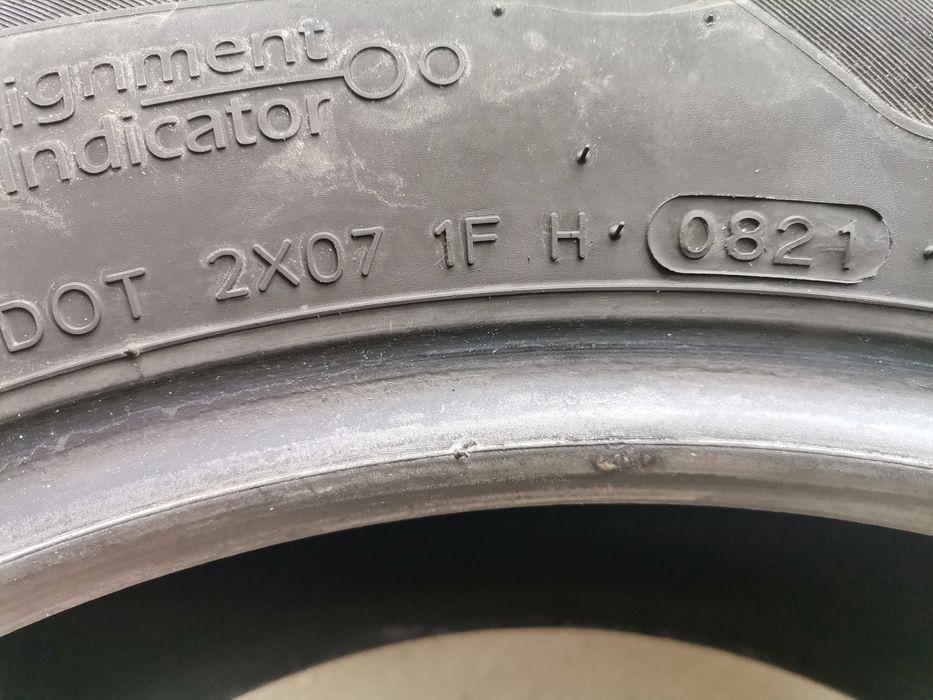 ignment
Indicator
DOT 2X07 1F H 0821